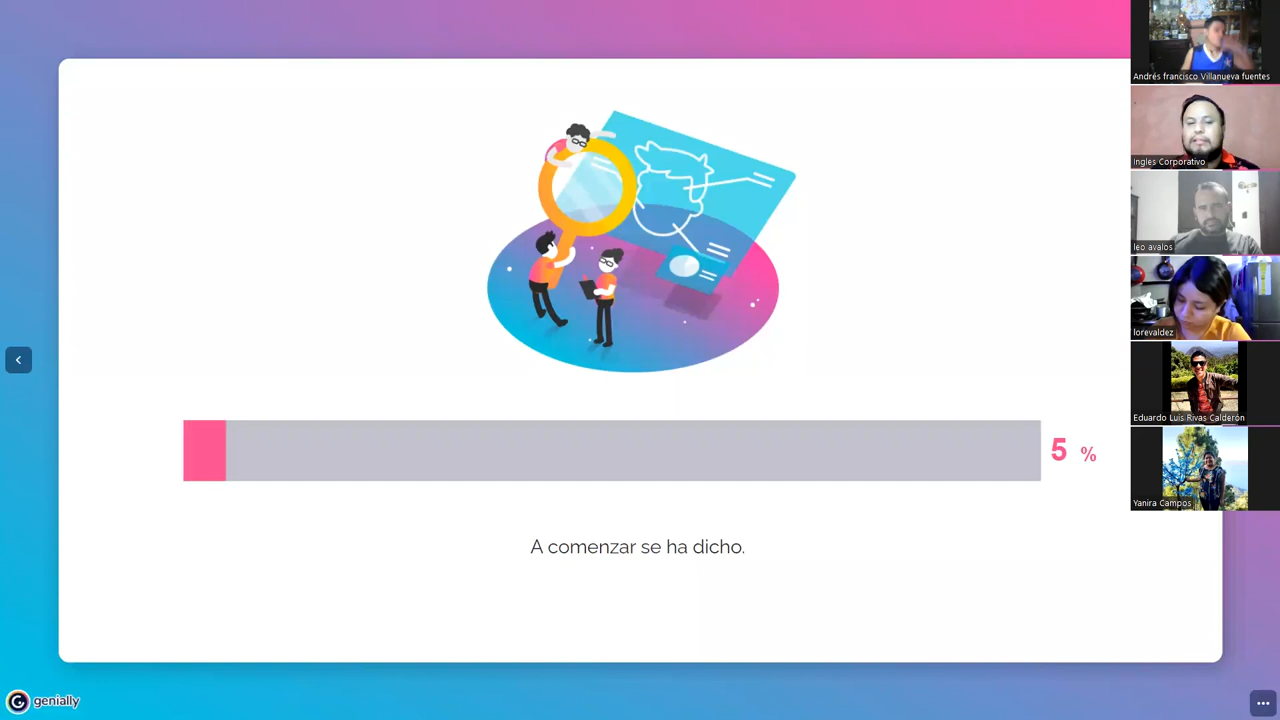 Andrés francisco Villanueva fuentes
Ingles Corporativo
leo avalos
lorevaldez
Eduardo Luis Rivas Calderón
Yanira Campos
5 %
A comenzar se ha dicho.
genially